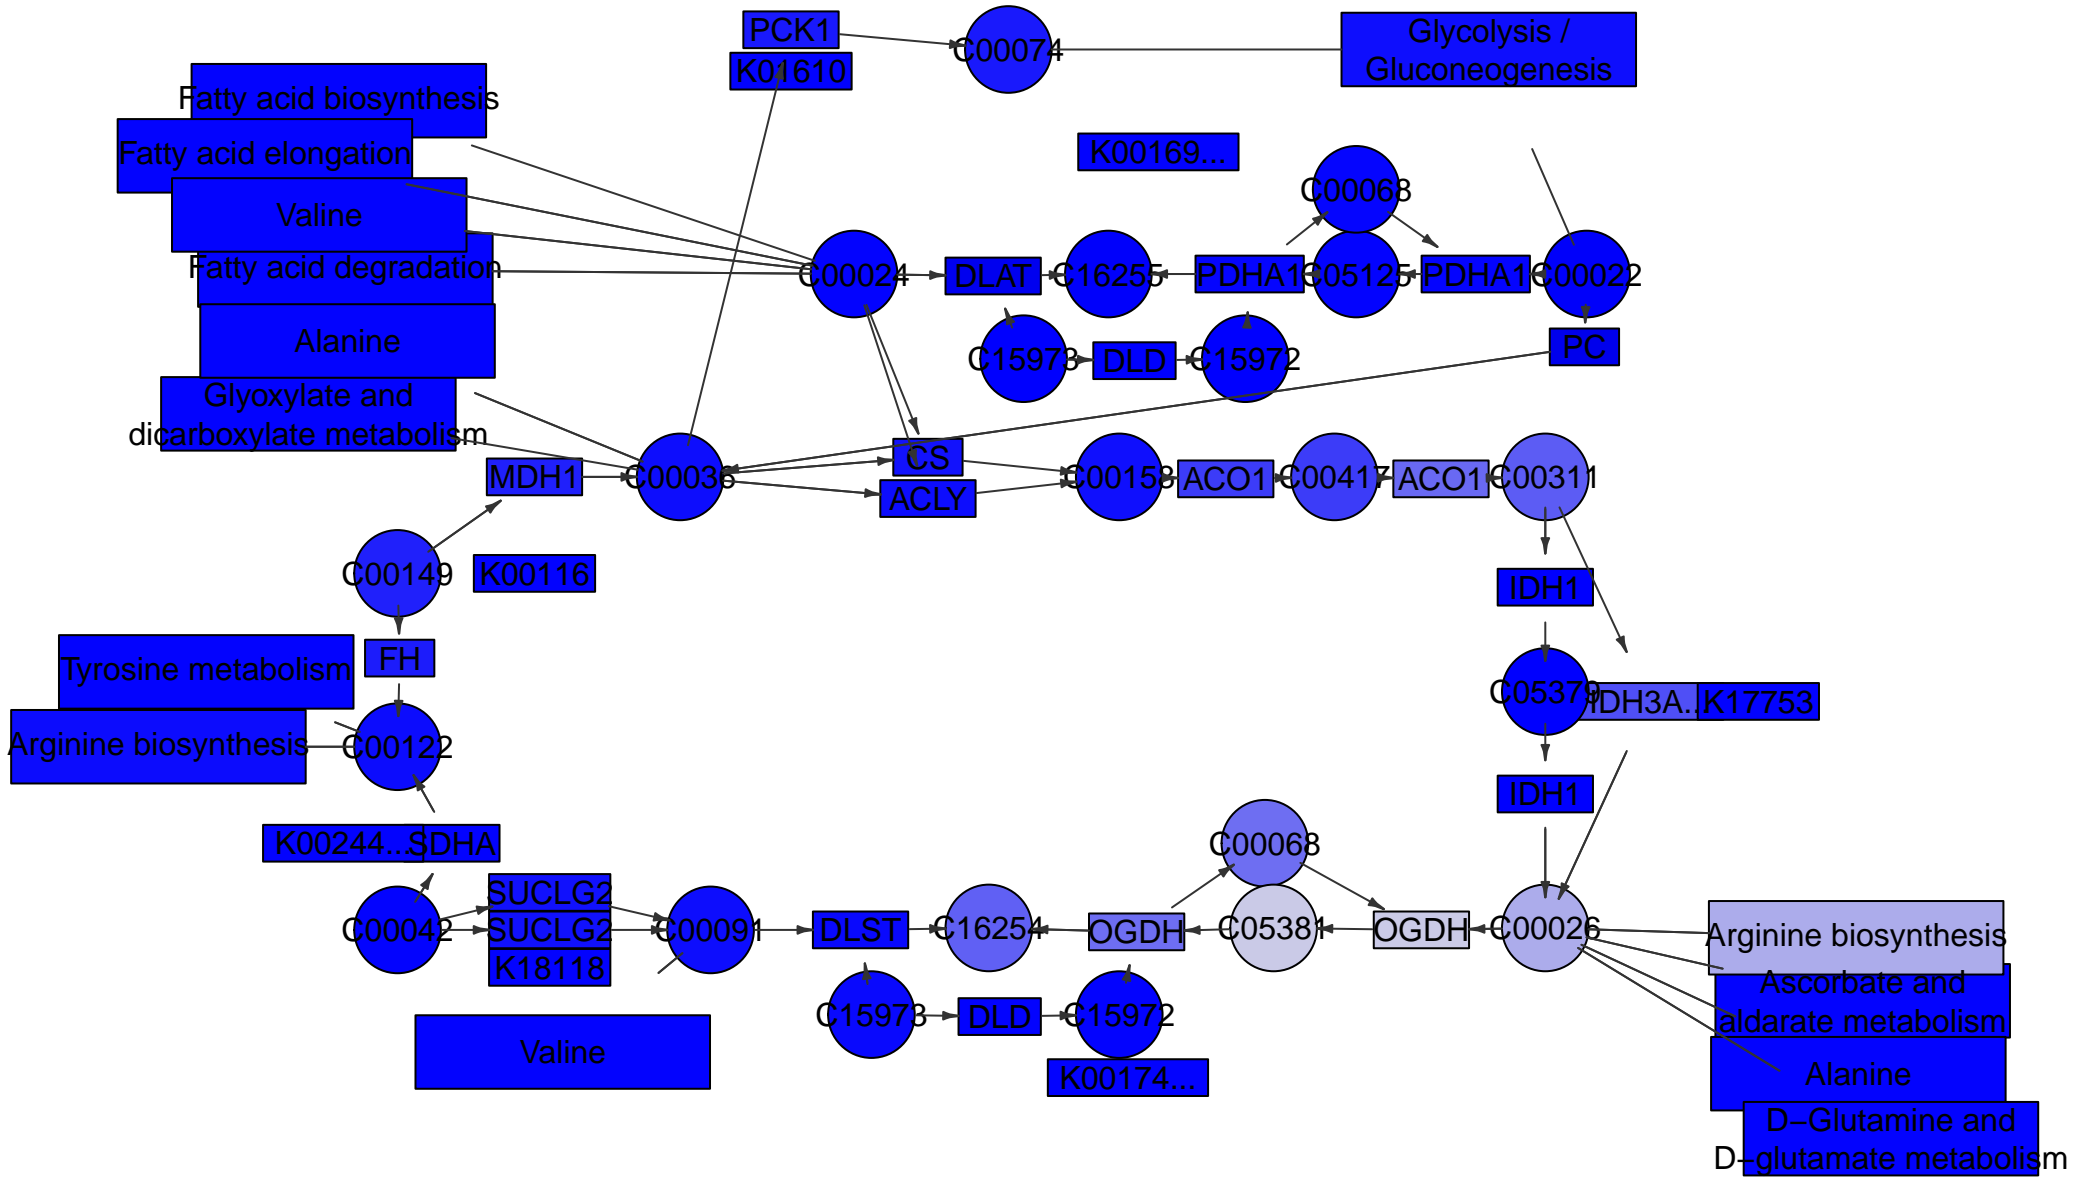 PCK1
C00074
Glycolysis /
Gluconeogenesis
K01610
Fatty acid biosynthesis
Fatty acid elongation
K00169...
Valine
C00068
Fatty acid degradation
C00024
DLAT
C16255
PDHA1
C05125
PDHA1
C00022
Alanine
C15973
DLD
C15972
PC
Glyoxylate and
dicarboxylate metabolism
MDH1
C00036
CS
ACLY
C00158
ACO1
C00417
ACO1
C00311
C00149
K00116
IDH1
Tyrosine metabolism
FH
C05379
IDH3A...
K17753
Arginine biosynthesis
C00122
IDH1
K00244...
SDHA
C00068
C00042
SUCLG2
SUCLG2
K18118
C00091
DLST
C16254
OGDH
C05381
OGDH
C00026
Arginine biosynthesis
Ascorbate and
aldarate metabolism
C15973
DLD
C15972
Valine
K00174...
Alanine
D−Glutamine and
D−glutamate metabolism